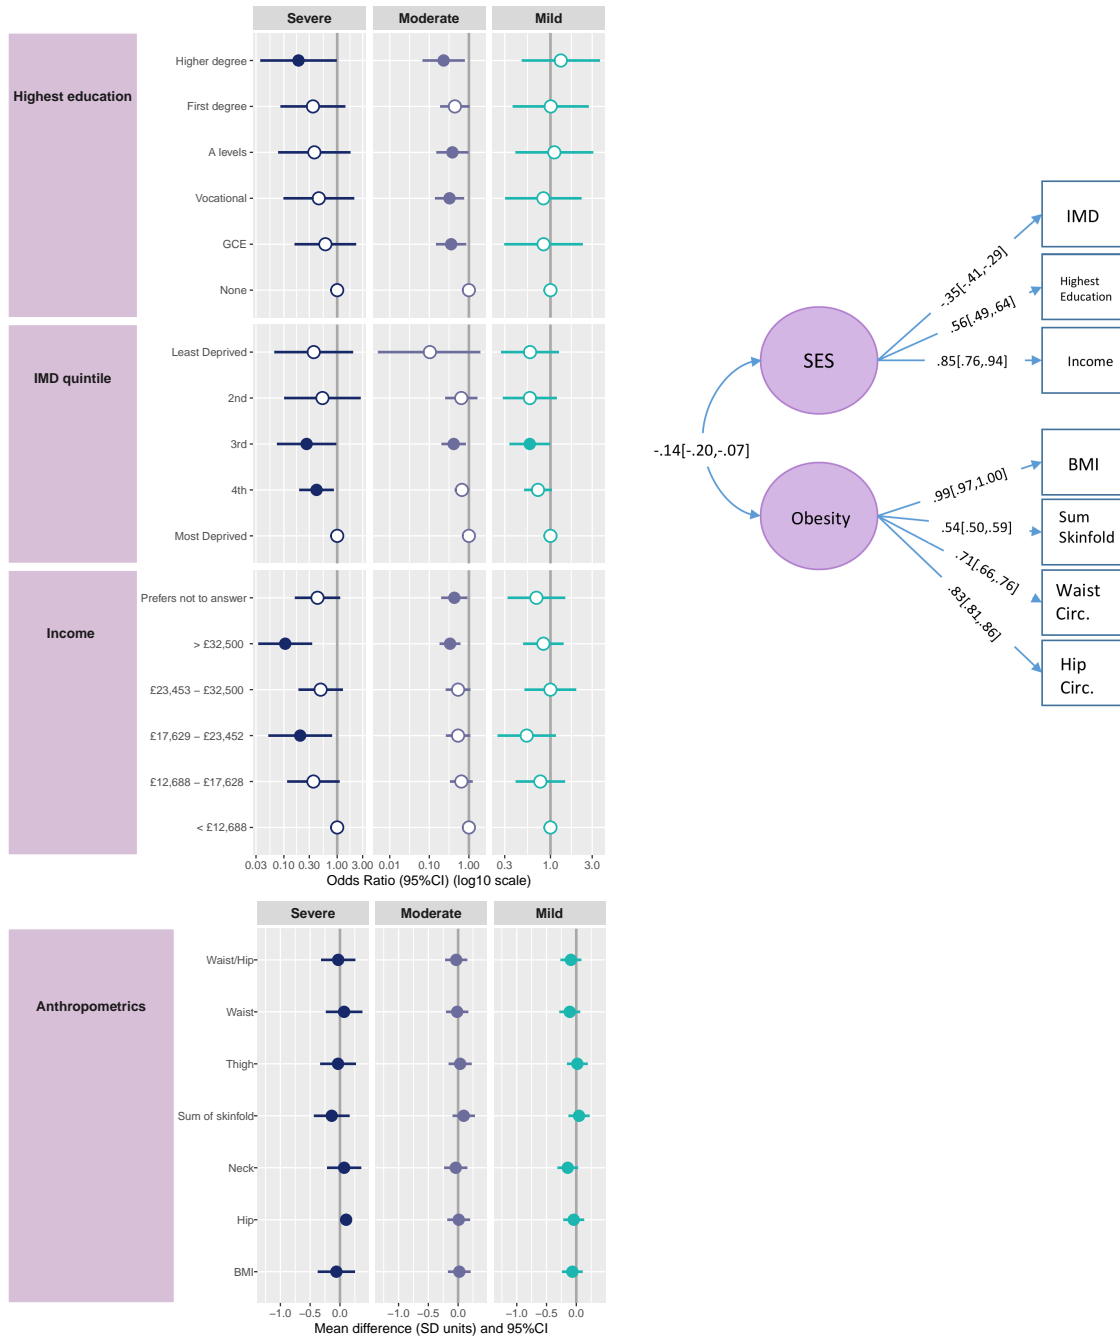 Severe Moderate Mild
Highest education
Higher degree
First degree
A levels
Vocational
GCE
None
IMD quintile
Least Deprived
2nd
3rd
4th
Most Deprived
Income
Prefers not to answer
> £32,500
£23,453 – £32,500
£17,629 – £23,452
£12,688 – £17,628
< £12,688
0.03 0.10 0.30 1.00 3.00 0.01 0.10 1.00 0.3 1.0 3.0
Odds Ratio (95%CI) (log10 scale)
Severe Moderate Mild
Anthropometrics
Waist/Hip
Waist
Thigh
Sum of skinfold
Neck
Hip
BMI
−1.0 −0.5 0.0 −1.0 −0.5 0.0 −1.0 −0.5 0.0
Mean difference (SD units) and 95%CI
SES
Obesity
-.14[-.20,-.07]
-.35[-.41,-.29]
.56[.49,.64]
.85[.76,.94]
IMD
Highest
Education
Income
.99[.97,1.00]
.54[.50,.59]
.71[.66,.76]
.83[.81,.86]
BMI
Sum
Skinfold
Waist
Circ.
Hip
Circ.